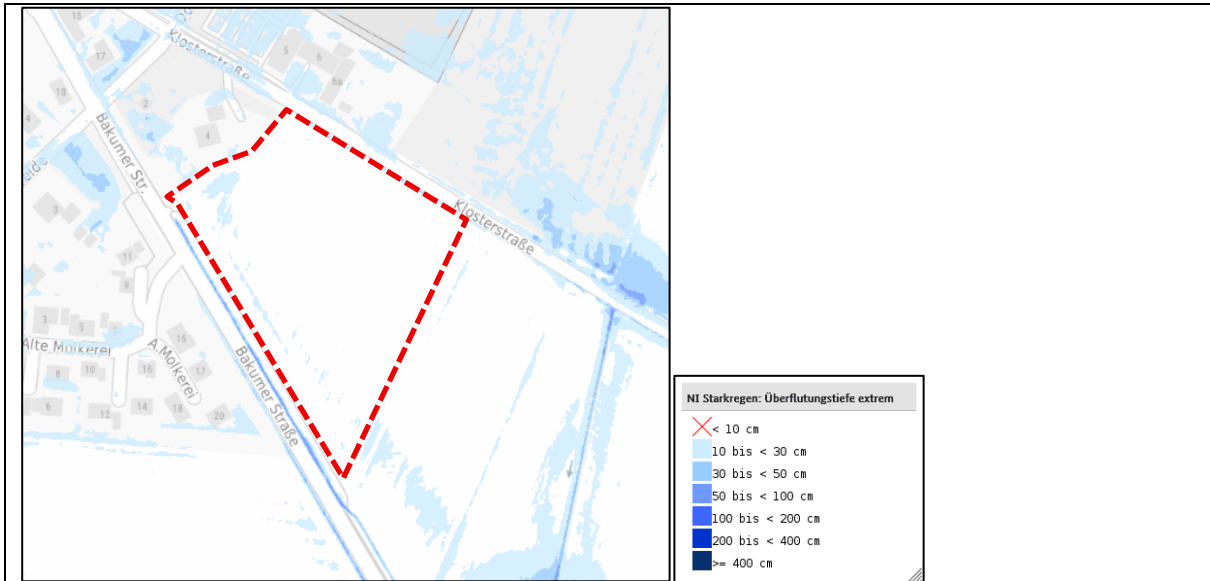 15
17
18
4
2
Klosterstraße
5
6
6a
4
Bakumer Str.
3
11
9
Klosterstraße
3
5
Alte Molkerei
8
10
6
12
A.Molkerei
15
16
17
14
18
20
Bakumer Straße
NI Starkregen: Überflutungstiefe extrem
< 10 cm
10 bis < 30 cm
30 bis < 50 cm
50 bis < 100 cm
100 bis < 200 cm
200 bis < 400 cm
>= 400 cm